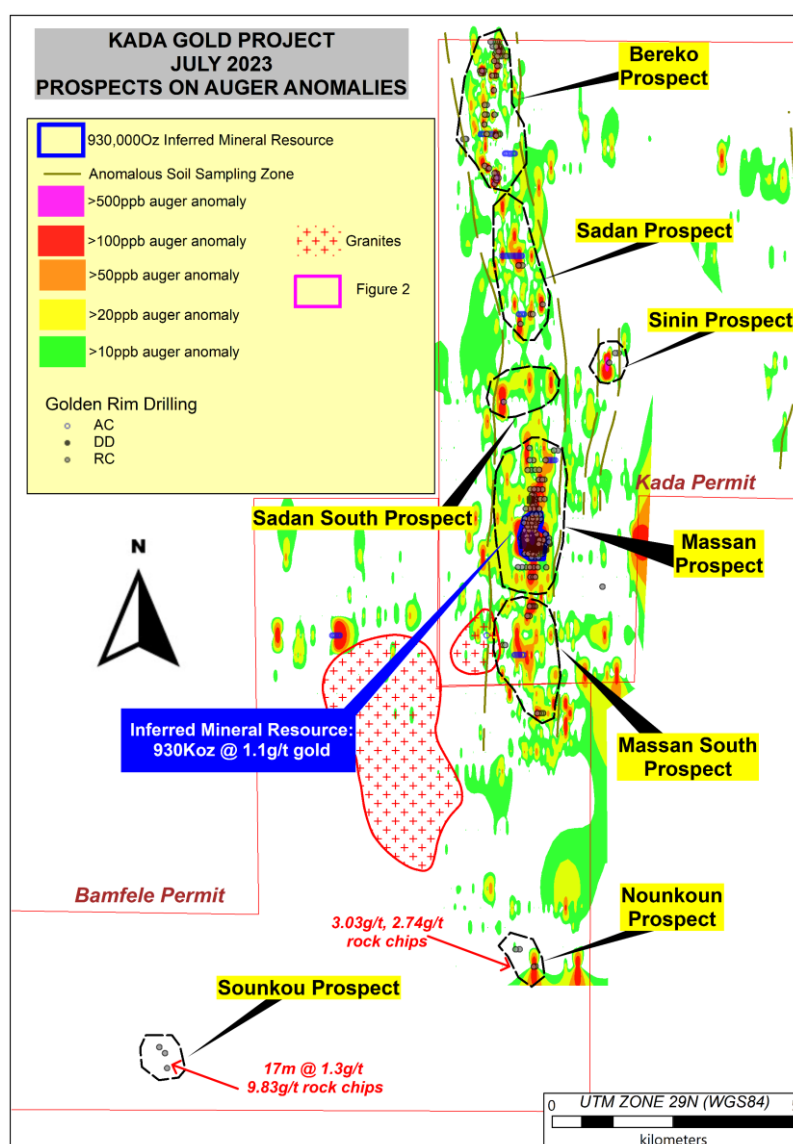 KADA GOLD PROJECT
JULY 2023
PROSPECTS ON AUGER ANOMALIES
930,000Oz Inferred Mineral Resource
Anomalous Soil Sampling Zone
>500ppb auger anomaly
>100ppb auger anomaly
>50ppb auger anomaly
>20ppb auger anomaly
>10ppb auger anomaly
Granites
Figure 2
Golden Rim Drilling
AC
DD
RC
Bereko
Prospect
Sadan Prospect
Sinin Prospect
Kada Permit
Sadan South Prospect
Massan
Prospect
N
Inferred Mineral Resource:
930Koz @ 1.1g/t gold
Massan South
Prospect
Bamfele Permit
Nounkoun
Prospect
3.03g/t, 2.74g/t
rock chips
Sounkou Prospect
17m @ 1.3g/t
9.83g/t rock chips
UTM ZONE 29N (WGS84)
0
kilometers